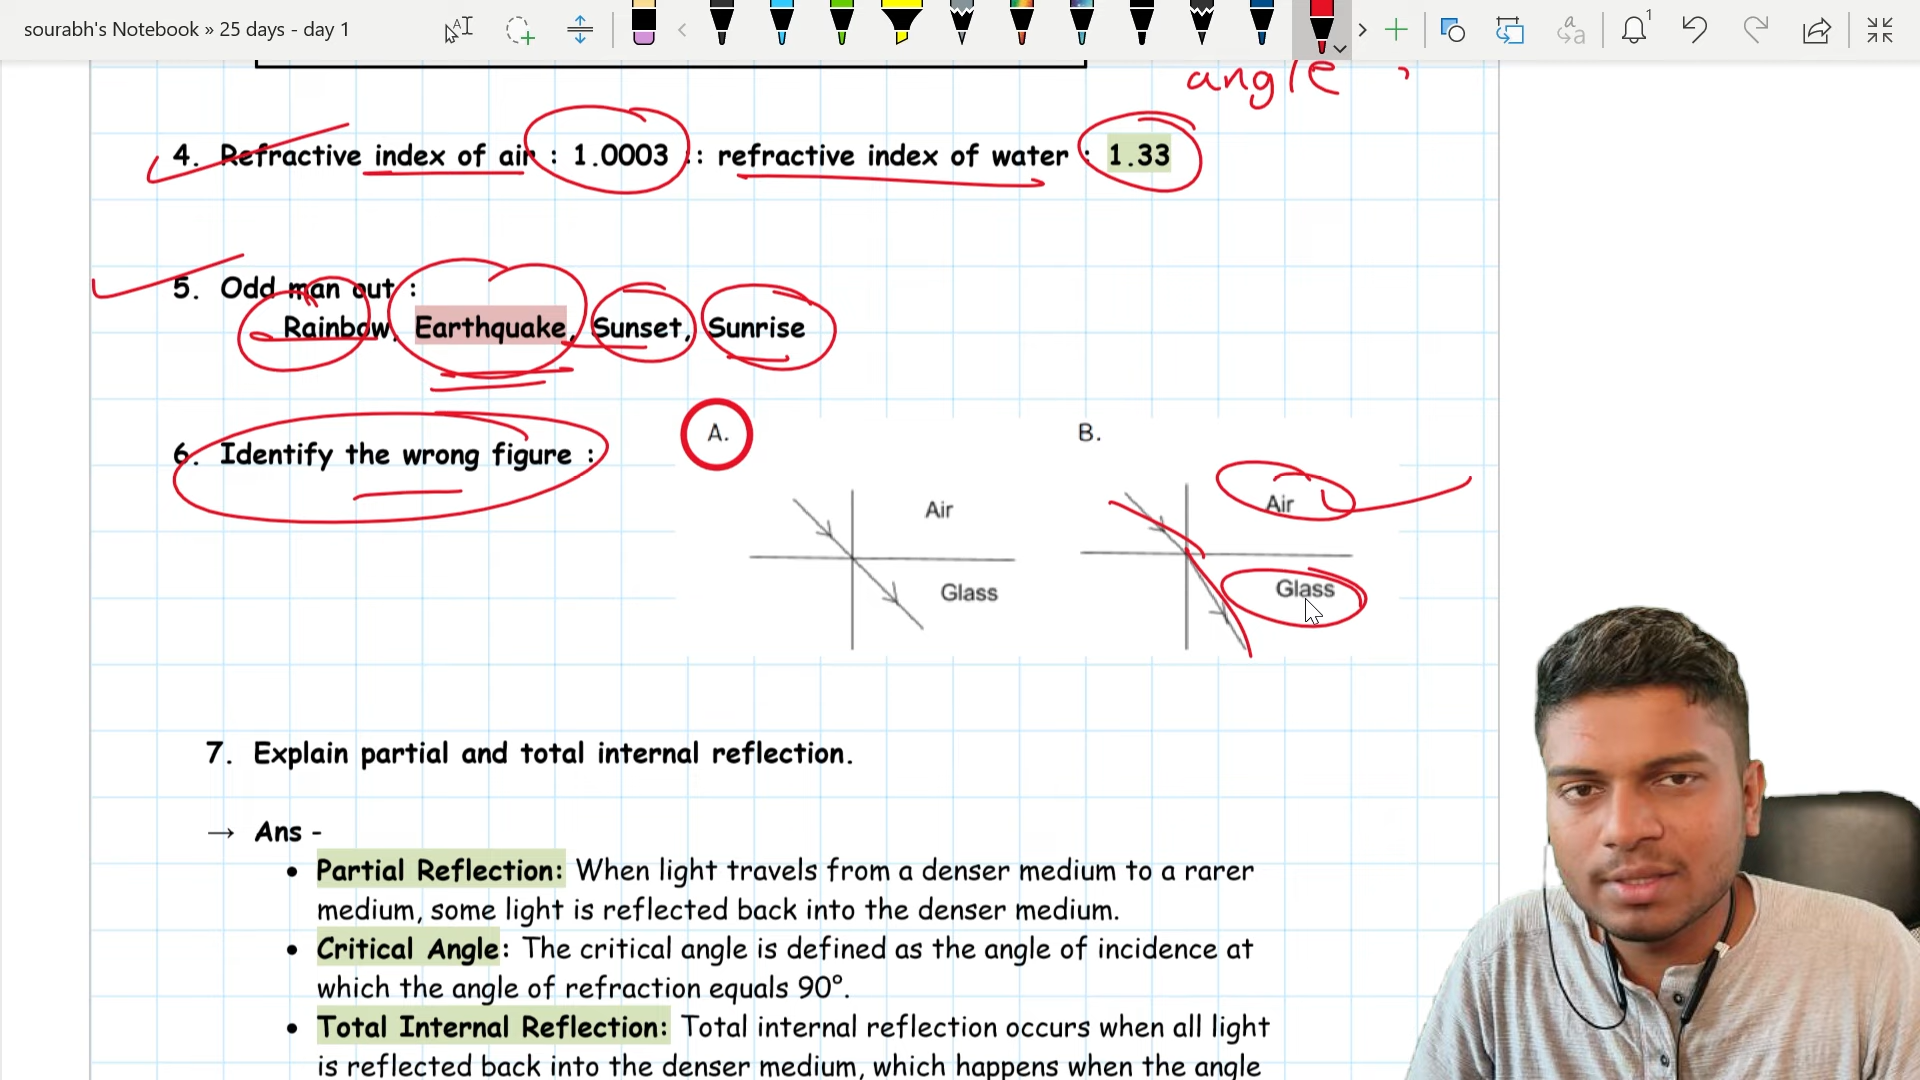 sourabh's Notebook » 25 days - day 1
angle
4. Refractive index of air : 1.0003 :: refractive index of water : 1.33
5. Odd man out :
Rainbow, Earthquake, Sunset, Sunrise
6. Identify the wrong figure :
A.
B.
Air
Air
Glass
Glass
7. Explain partial and total internal reflection.
→ Ans -
• Partial Reflection: When light travels from a denser medium to a rarer
medium, some light is reflected back into the denser medium.
• Critical Angle: The critical angle is defined as the angle of incidence at
which the angle of refraction equals 90°.
• Total Internal Reflection: Total internal reflection occurs when all light
is reflected back into the denser medium, which happens when the angle